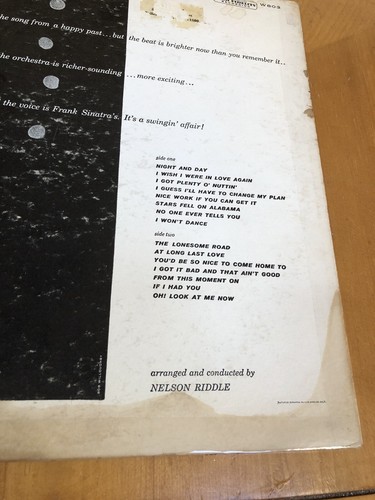 W803
he song from a happy past...but the beat is brighter now than you remember it..
he orchestra-is richer-sounding ...more exciting...
the voice is Frank Sinatra's. It's a swingin' affair!
side one
NIGHT AND DAY
I WISH I WERE IN LOVE AGAIN
I GOT PLENTY O' NUTTIN'
I GUESS I'LL HAVE TO CHANGE MY PLAN
NICE WORK IF YOU CAN GET IT
STARS FELL ON ALABAMA
NO ONE EVER TELLS YOU
I WON'T DANCE
side two
THE LONESOME ROAD
AT LONG LAST LOVE
YOU'D BE SO NICE TO COME HOME TO
I GOT IT BAD AND THAT AIN'T GOOD
FROM THIS MOMENT ON
IF I HAD YOU
OH! LOOK AT ME NOW
arranged and conducted by
NELSON RIDDLE